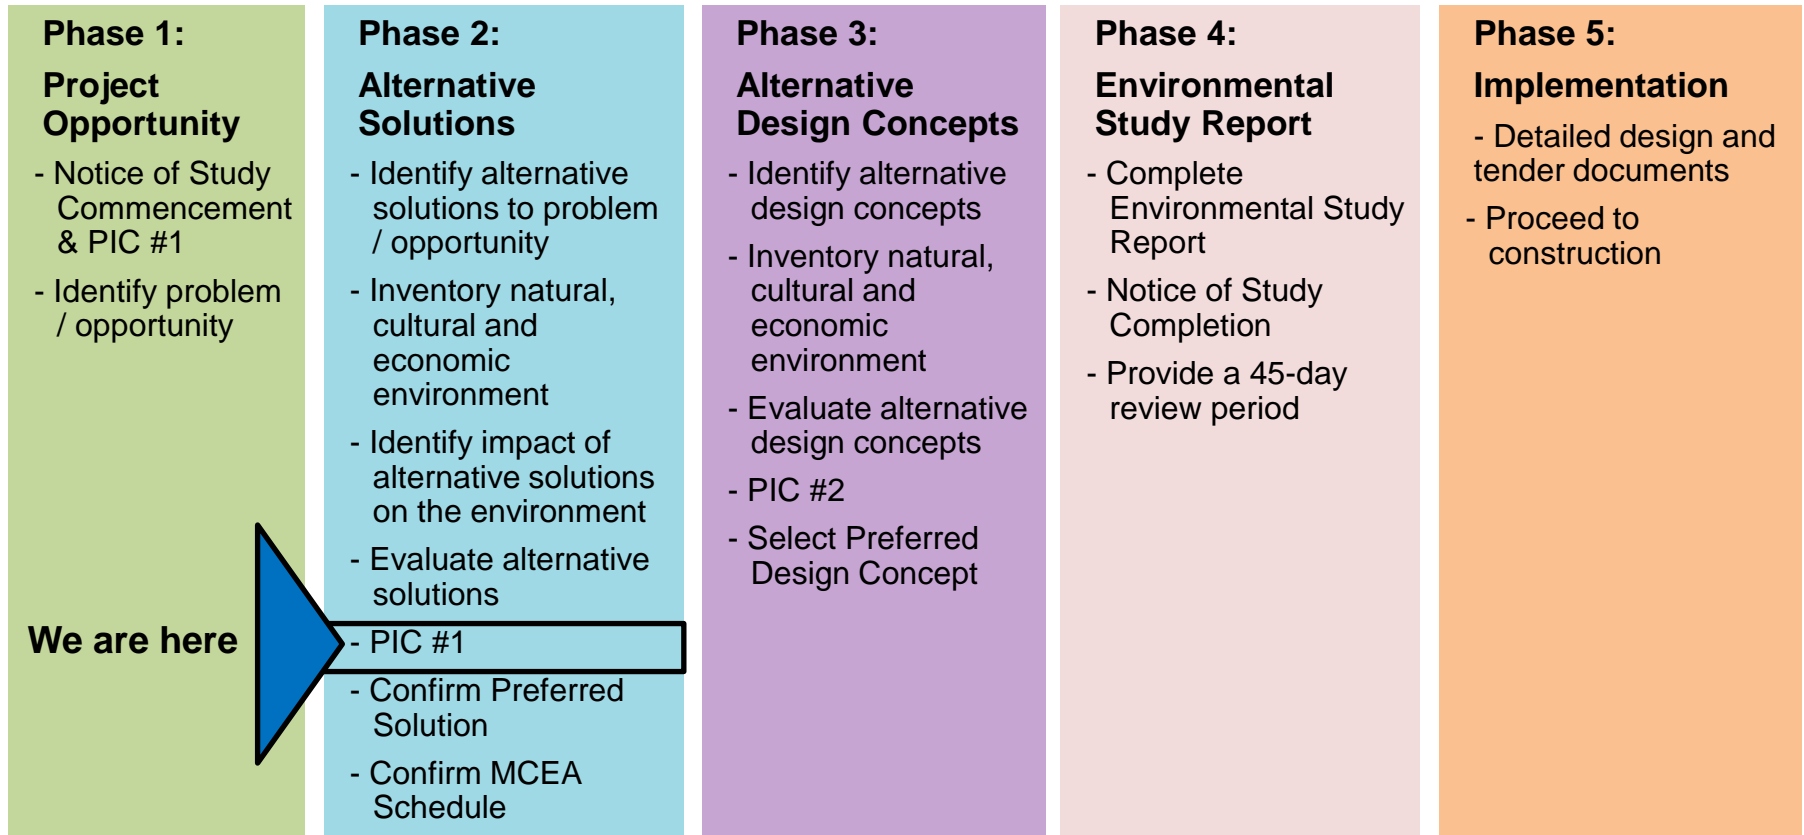 Phase 1:
Project
Opportunity
- Notice of Study
Commencement
& PIC #1
- Identify problem
/ opportunity
We are here
Phase 2:
Alternative
Solutions
- Identify alternative
solutions to problem
/ opportunity
- Inventory natural,
cultural and
economic
environment
- Identify impact of
alternative solutions
on the environment
- Evaluate alternative
solutions
- PIC #1
- Confirm Preferred
Solution
- Confirm MCEA
Schedule
Phase 3:
Alternative
Design Concepts
- Identify alternative
design concepts
- Inventory natural,
cultural and
economic
environment
- Evaluate alternative
design concepts
- PIC #2
- Select Preferred
Design Concept
Phase 4:
Environmental
Study Report
- Complete
Environmental Study
Report
- Notice of Study
Completion
- Provide a 45-day
review period
Phase 5:
Implementation
- Detailed design and
tender documents
- Proceed to
construction